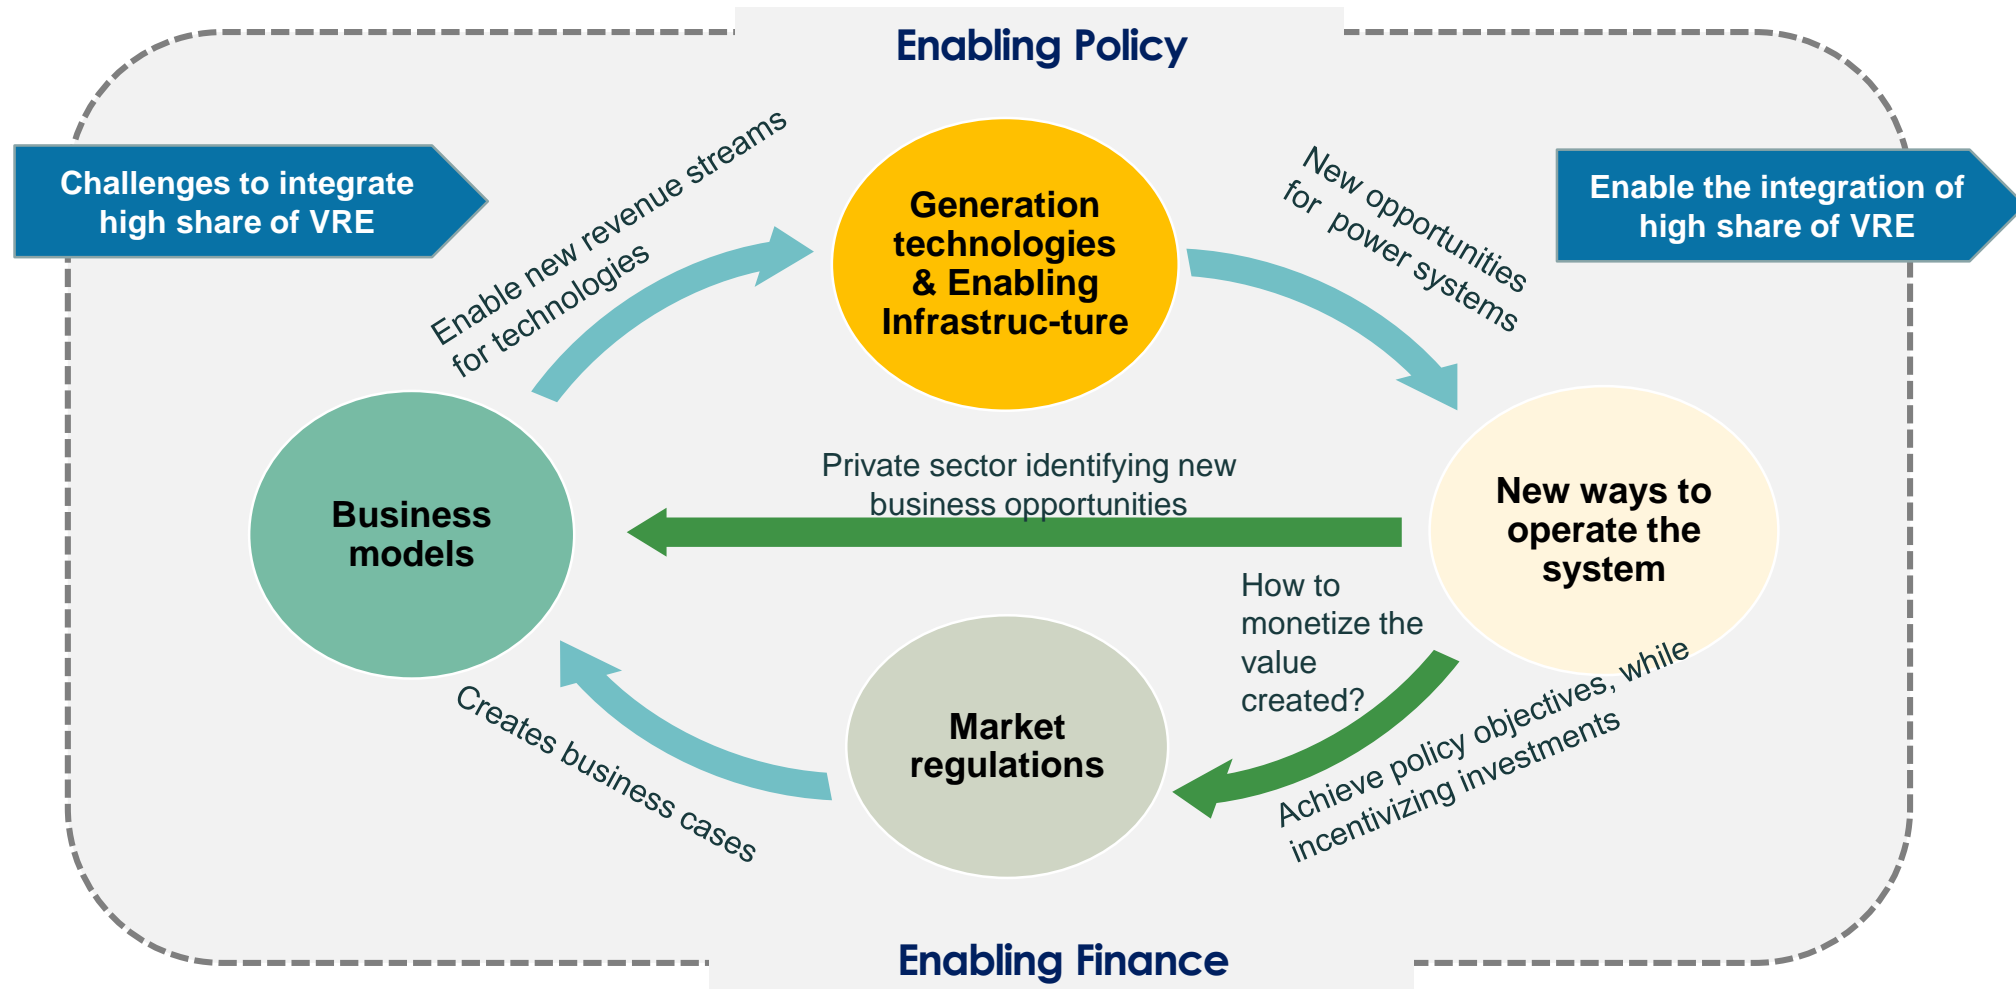 Enabling Policy
Challenges to integrate
high share of VRE
Enable new revenue streams
for technologies
Generation
technologies
& Enabling
Infrastruc-ture
New opportunities
for power systems
Enable the integration of
high share of VRE
Private sector identifying new
business opportunities
Business
models
New ways to
operate the
system
How to
monetize the
value
created?
Market
regulations
Creates business cases
Achieve policy objectives, while
incentivizing investments
Enabling Finance